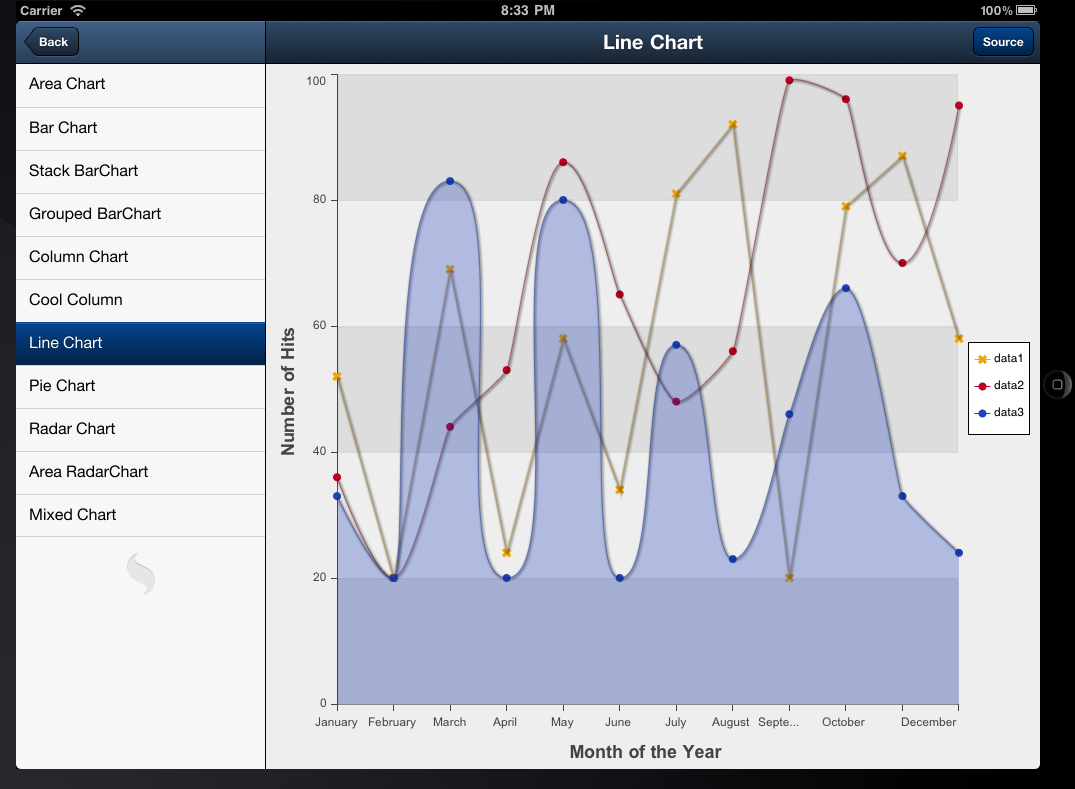 Carrier 8:33 PM 100%
Back Line Chart Source
Area Chart
Bar Chart
Stack BarChart
Grouped BarChart
Column Chart
Cool Column
Line Chart
Pie Chart
Radar Chart
Area RadarChart
Mixed Chart
Number of Hits
100
80
60
40
20
0
January February March April May June July August Septe... October December
Month of the Year
data1
data2
data3